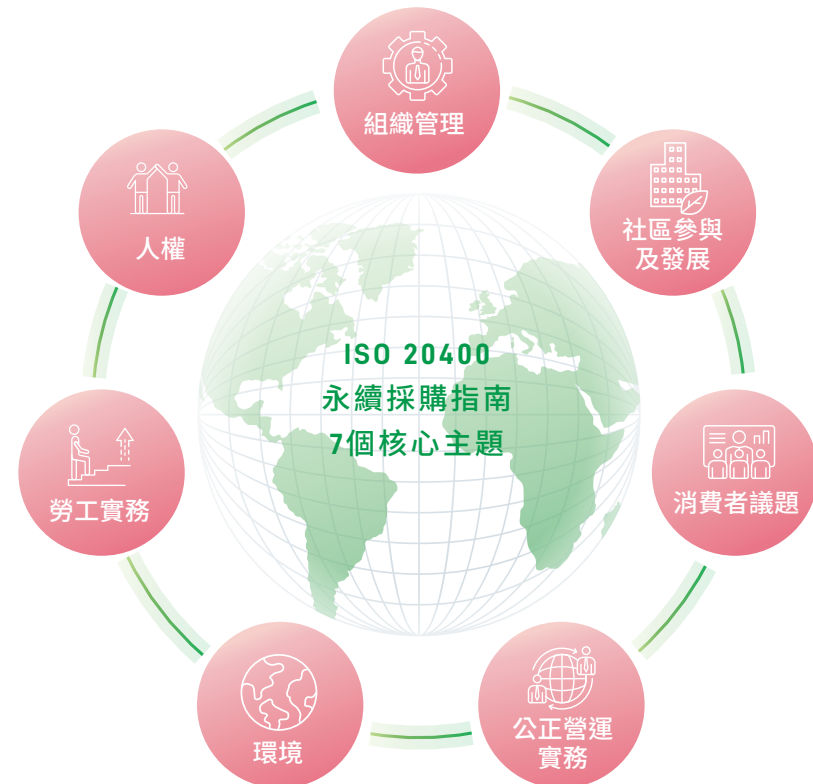 組織管理
社區參與
及發展
人權
ISO 20400
永續採購指南
7個核心主題
消費者議題
勞工實務
公正營運
實務
環境